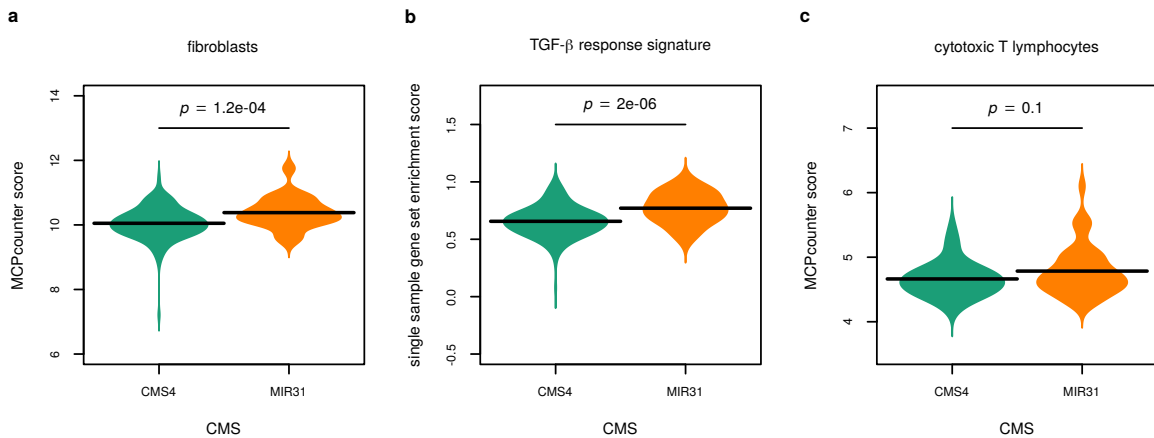 a
fibroblasts
MCPcounter score
14
12
10
8
6
p = 1.2e-04
CMS4
MIR31
CMS
b
TGF-β response signature
single sample gene set enrichment score
1.5
1.0
0.5
0.0
-0.5
p = 2e-06
CMS4
MIR31
CMS
c
cytotoxic T lymphocytes
MCPcounter score
7
6
5
4
p = 0.1
CMS4
MIR31
CMS